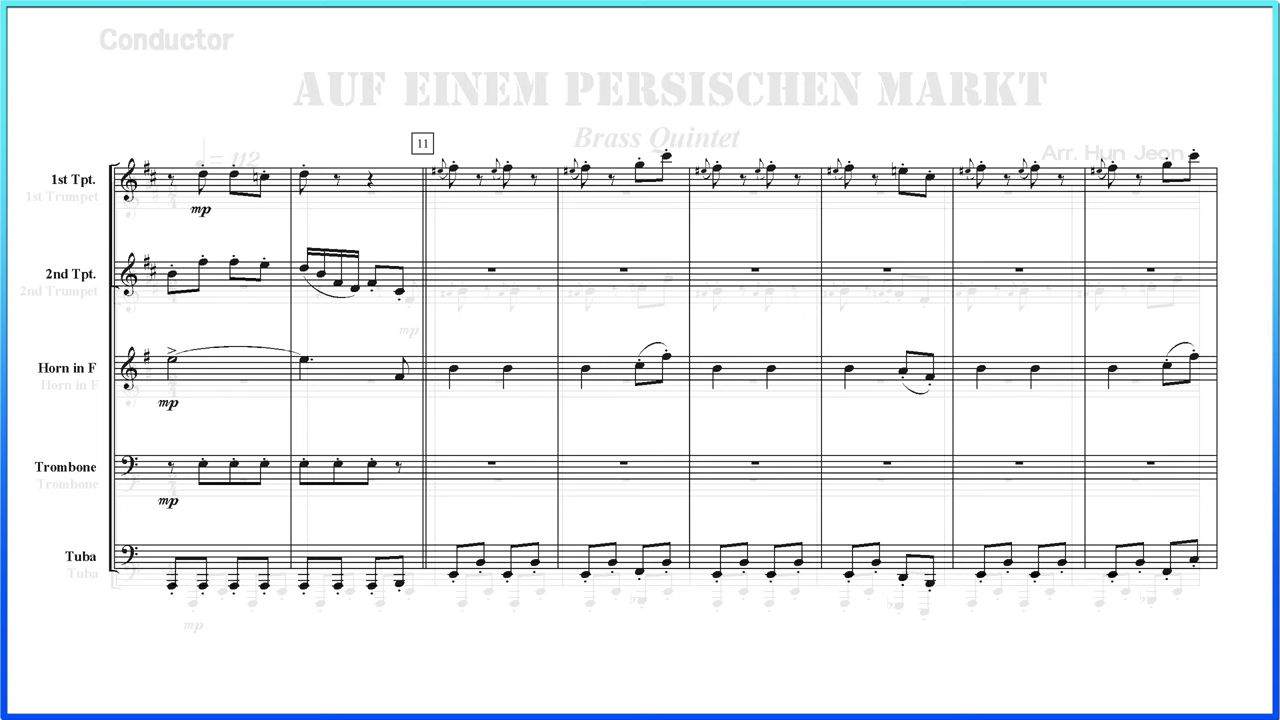 Conductor
AUF EINEM PERSISCHEN MARKT
Brass Quintet
11
♩ = 112
Arr. Hun Jeon
1st Tpt.
1st Trumpet
mp
2nd Tpt.
2nd Trumpet
mp
Horn in F
Horn in F
mp
Trombone
Trombone
mp
Tuba
Tuba
mp